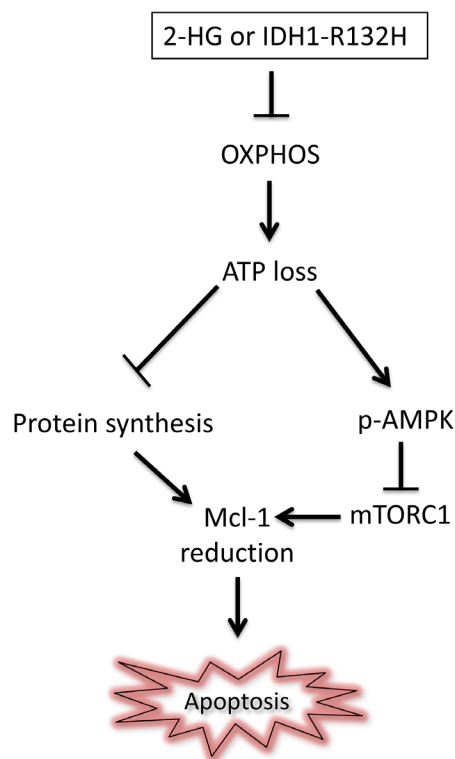 2-HG or IDH1-R132H
OXPHOS
ATP loss
Protein synthesis
p-AMPK
Mcl-1
reduction
mTORC1
Apoptosis